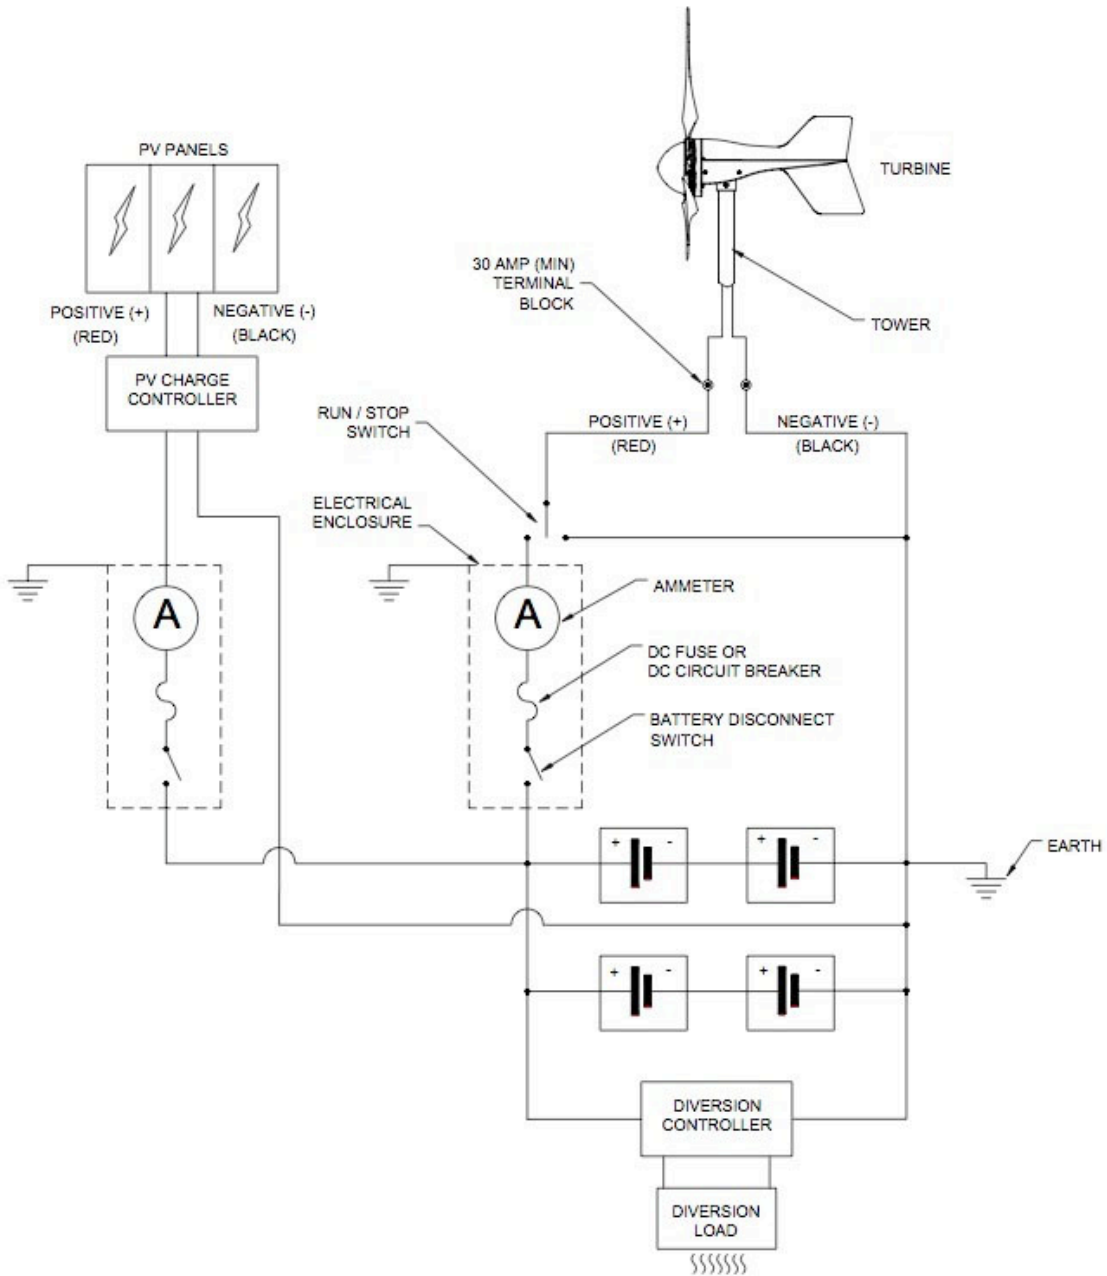 PV PANELS
TURBINE
30 AMP (MIN)
TERMINAL
BLOCK
POSITIVE (+)
(RED)
NEGATIVE (-)
(BLACK)
TOWER
PV CHARGE
CONTROLLER
RUN / STOP
SWITCH
POSITIVE (+)
(RED)
NEGATIVE (-)
(BLACK)
ELECTRICAL
ENCLOSURE
A
A
AMMETER
DC FUSE OR
DC CIRCUIT BREAKER
BATTERY DISCONNECT
SWITCH
+ -
+ -
EARTH
+ -
+ -
DIVERSION
CONTROLLER
DIVERSION
LOAD